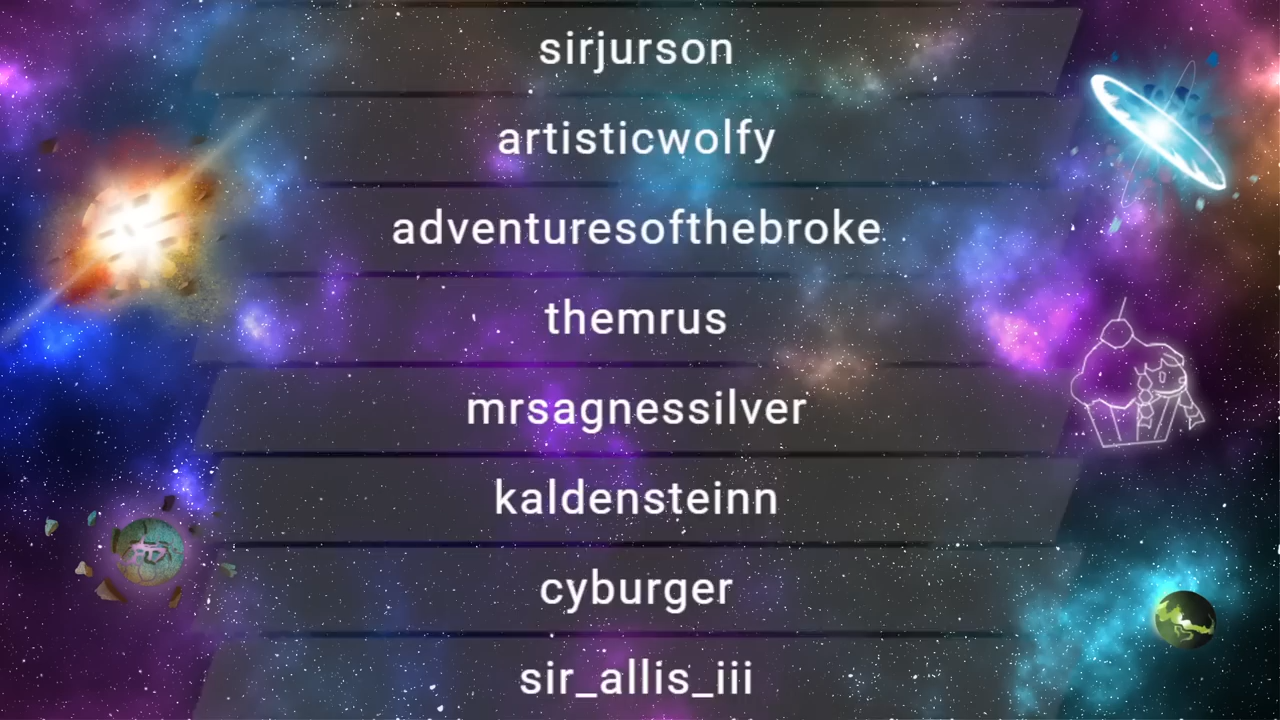 sirjurson
artisticwolfy
adventuresofthebroke
themrus
mrsagnessilver
kaldensteinn
cyburger
sir_allis_iii